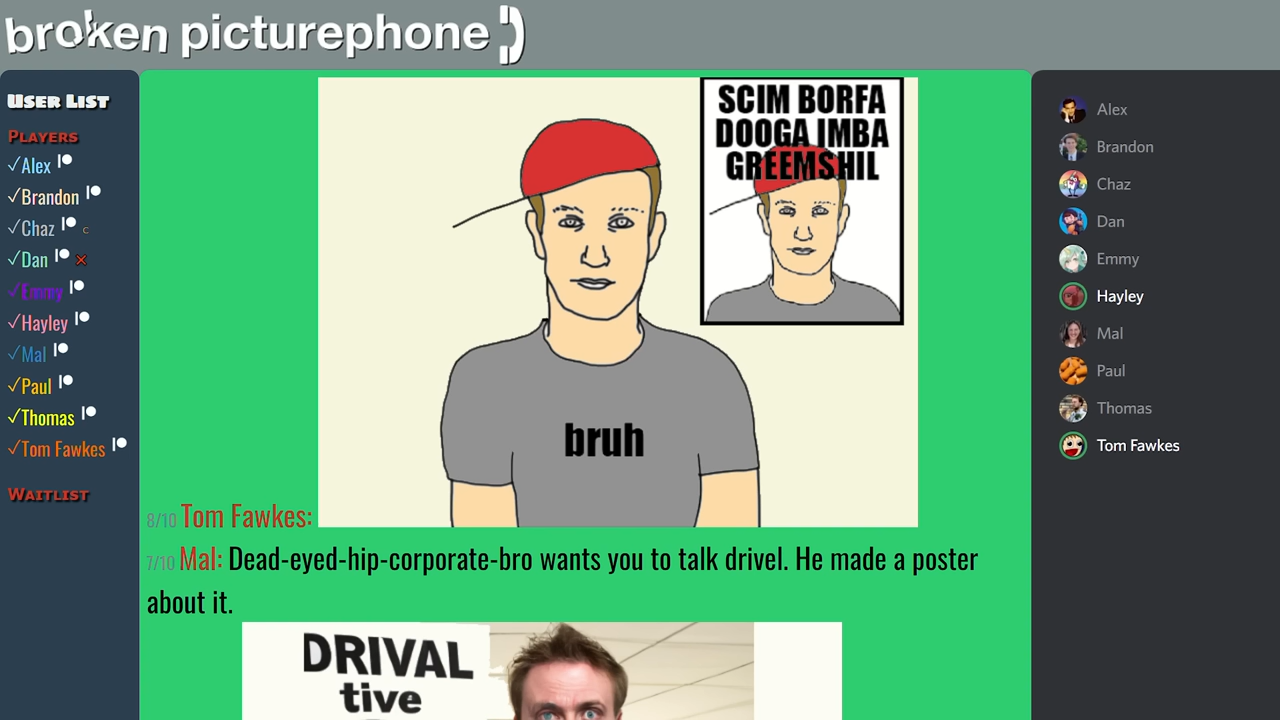 broken picturephone
User List
Players
✓Alex
✓Brandon
✓Chaz c
✓Dan
✓Emmy
✓Hayley
✓Mal
✓Paul
✓Thomas
✓Tom Fawkes
Waitlist
SCIM BORFA
DOOGA IMBA
GREEMSHIL
bruh
8/10 Tom Fawkes:
7/10 Mal: Dead-eyed-hip-corporate-bro wants you to talk drivel. He made a poster
about it.
DRIVAL
tive
Alex
Brandon
Chaz
Dan
Emmy
Hayley
Mal
Paul
Thomas
Tom Fawkes